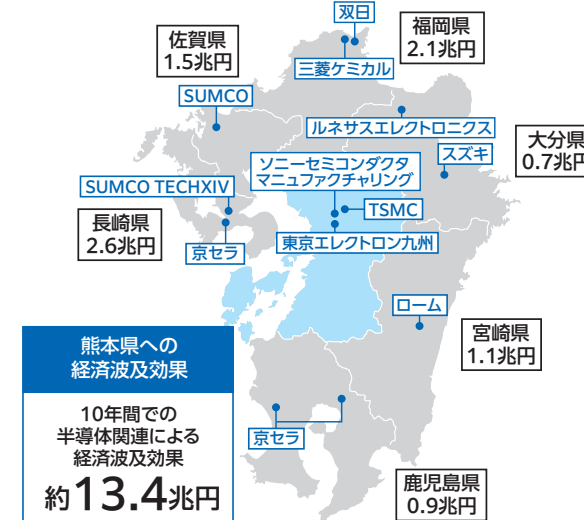 双日
福岡県
2.1兆円
佐賀県
1.5兆円
三菱ケミカル
SUMCO
ルネサスエレクトロニクス
大分県
0.7兆円
スズキ
ソニーセミコンダクタ
マニュファクチャリング
SUMCO TECHXIV
TSMC
長崎県
2.6兆円
京セラ
東京エレクトロン九州
ローム
宮崎県
1.1兆円
熊本県への
経済波及効果
10年間での
半導体関連による
経済波及効果
約13.4兆円
京セラ
鹿児島県
0.9兆円